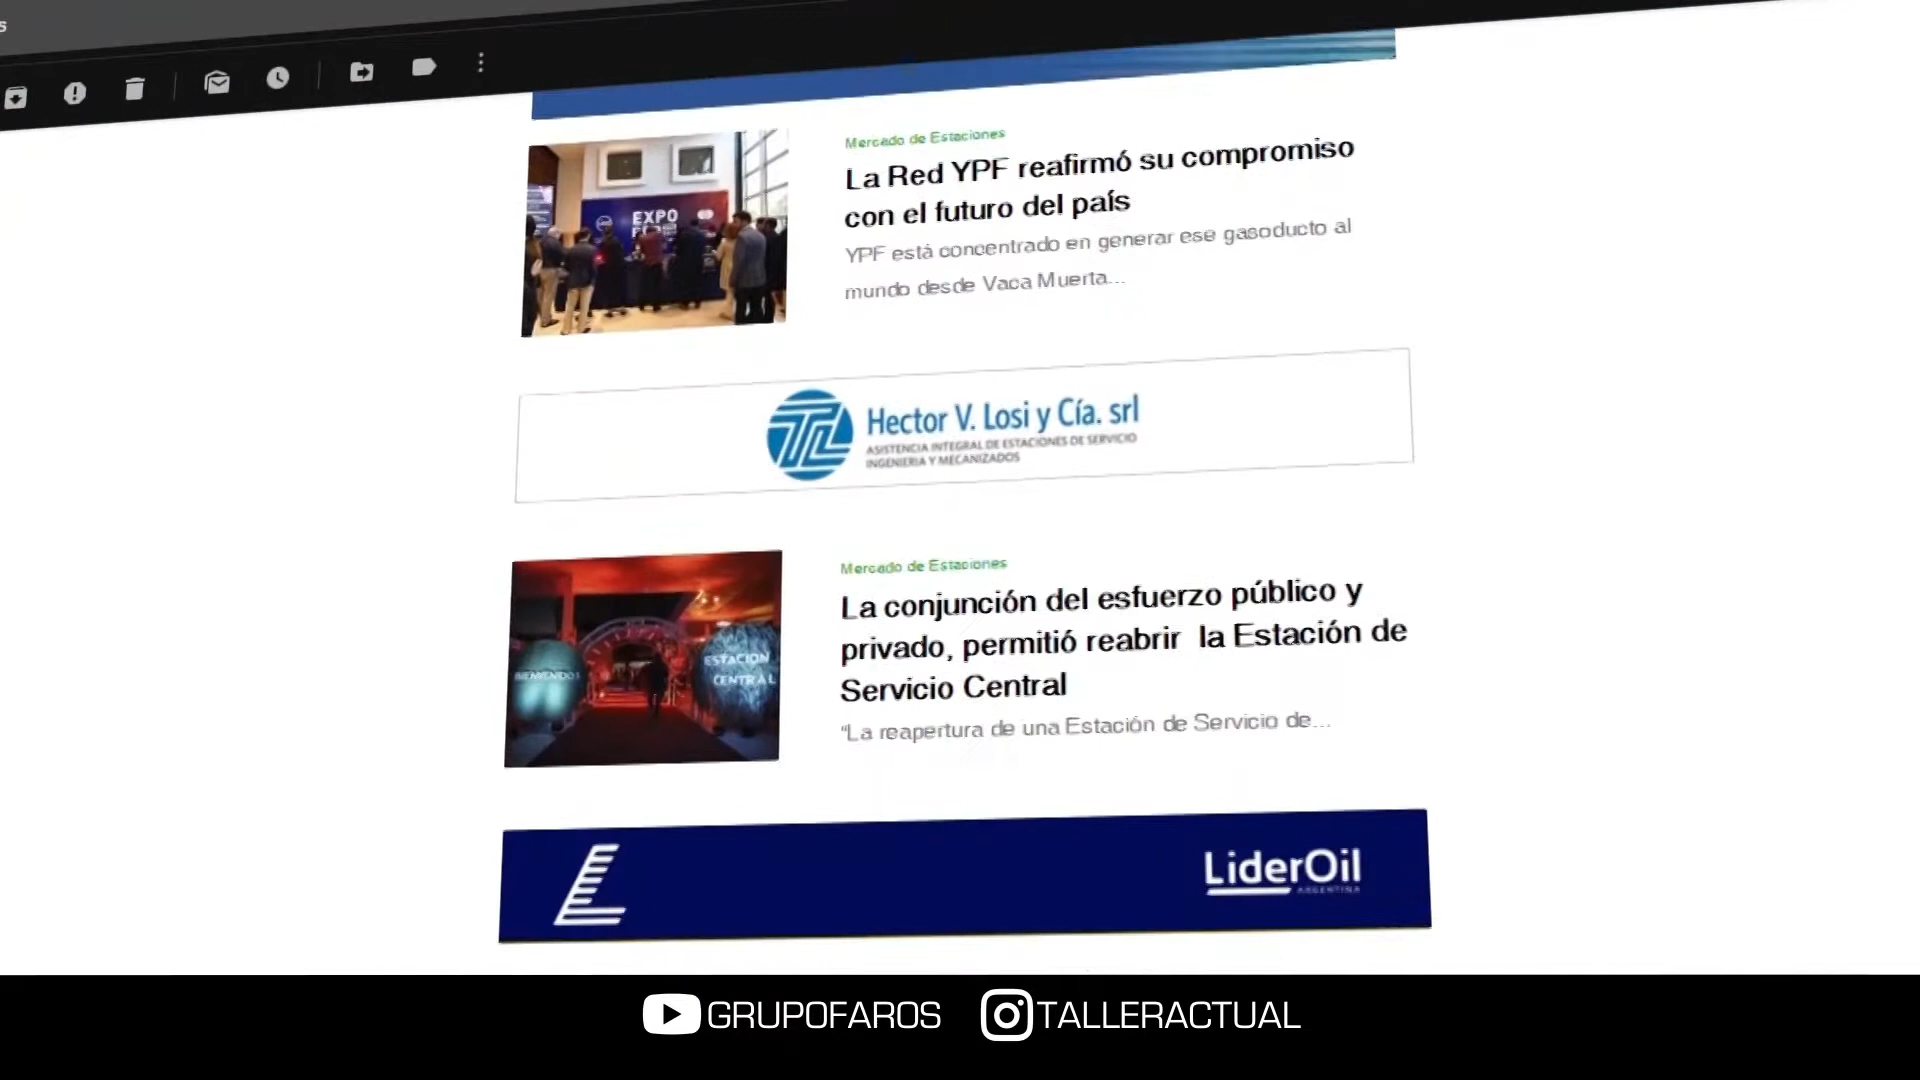 s
Mercado de Estaciones
La Red YPF reafirmó su compromiso
con el futuro del país
YPF está concentrado en generar ese gasoducto al
mundo desde Vaca Muerta...
EXPO
Hector V. Losi y Cía. srl
ASISTENCIA INTEGRAL DE ESTACIONES DE SERVICIO
INGENIERIA Y MECANIZADOS
Mercado de Estaciones
La conjunción del esfuerzo público y
privado, permitió reabrir la Estación de
Servicio Central
"La reapertura de una Estación de Servicio de...
BIENVENIDOS
ESTACION
CENTRAL
LiderOil
ARGENTINA
GRUPOFAROS TALLERACTUAL